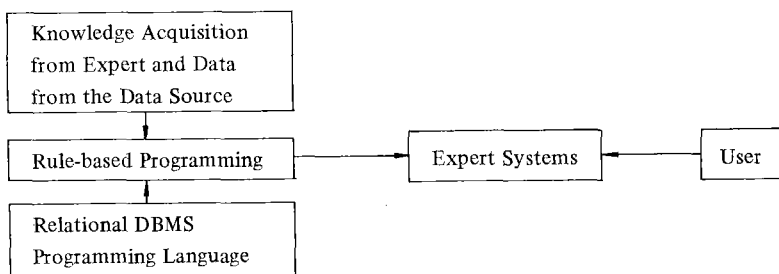 Knowledge Acquisition
from Expert and Data
from the Data Source
Rule-based Programming
Expert Systems
User
Relational DBMS
Programming Language